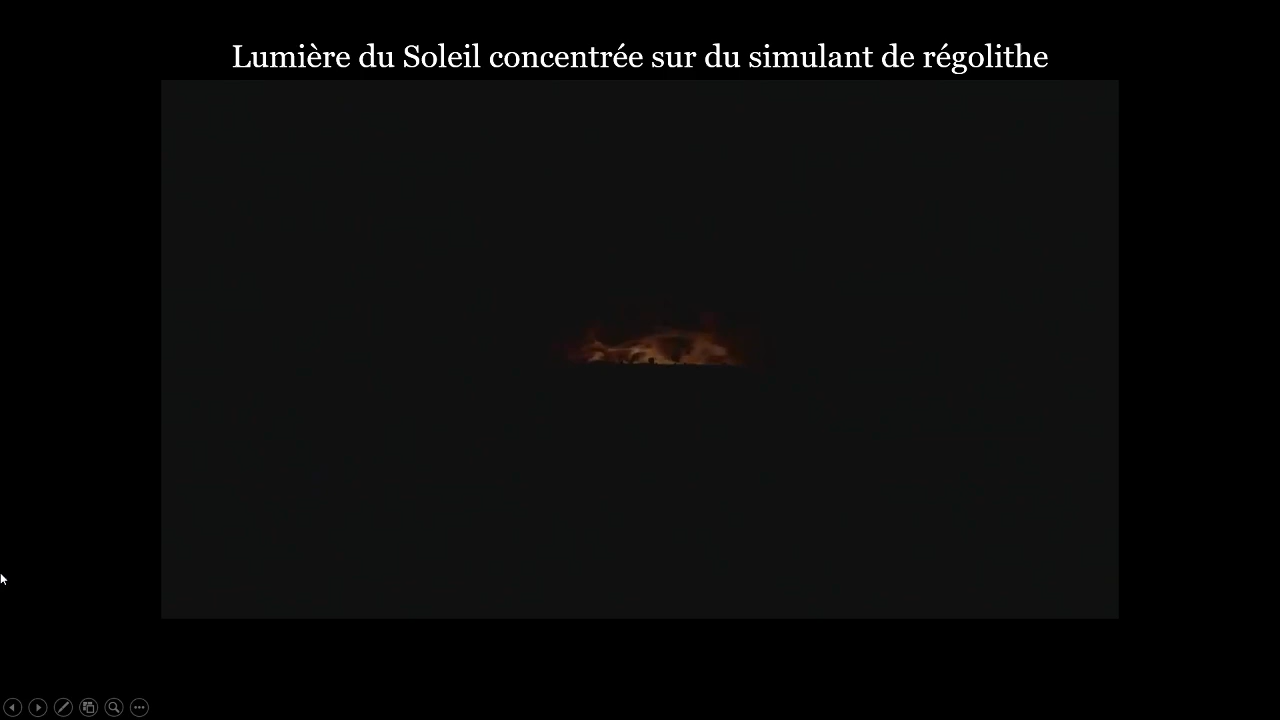 Lumière du Soleil concentrée sur du simulant de régolithe